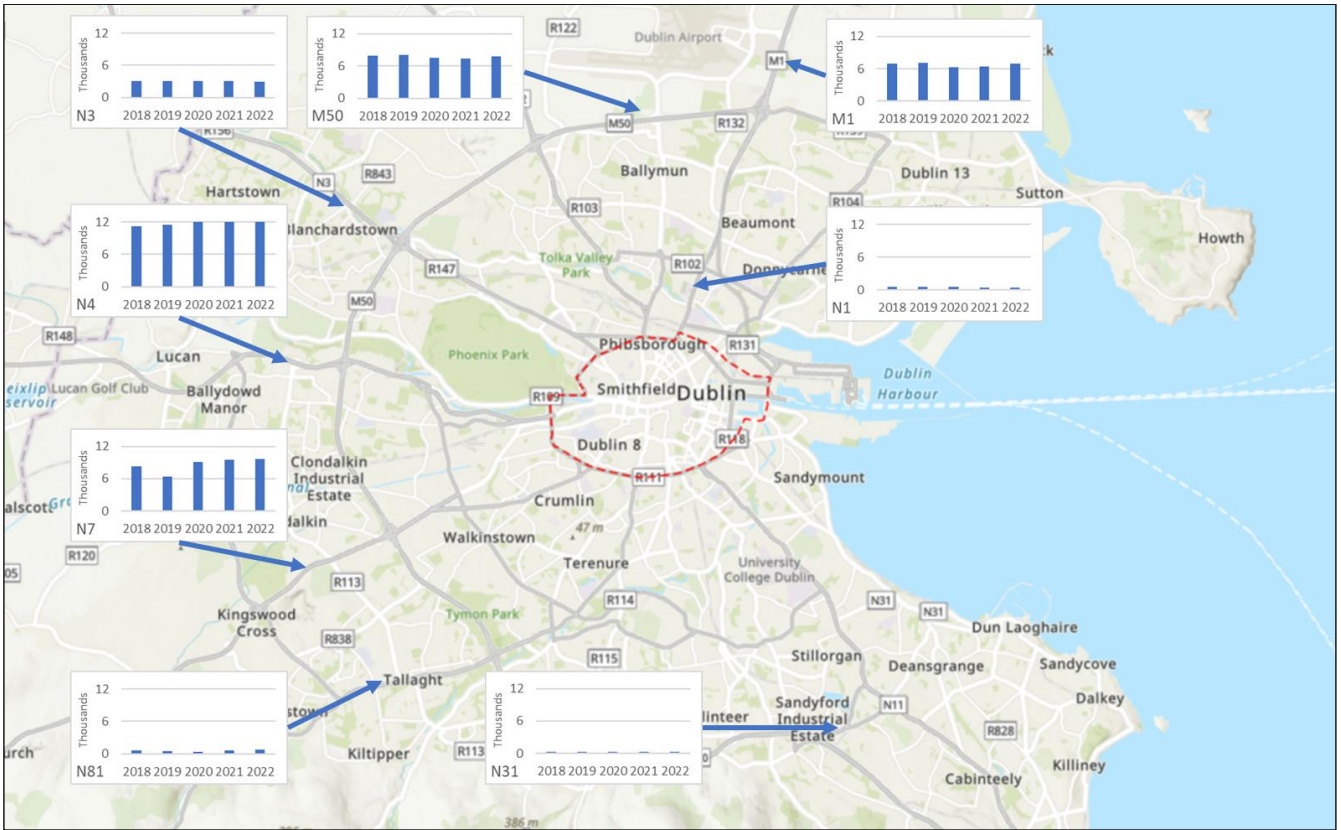 12
6
0
Thousands
N3
2018 2019 2020 2021 2022
12
6
0
Thousands
M50
2018 2019 2020 2021 2022
12
6
0
Thousands
M1
2018 2019 2020 2021 2022
R122
Dublin Airport
M1
M50
R132
R156
N3
R843
Ballymun
Dublin 13
Sutton
Hartstown
R103
R104
Beaumont
Howth
12
6
0
Thousands
N4
2018 2019 2020 2021 2022
Blanchardstown
R147
Tolka Valley
Park
R102
Donnycarne
12
6
0
Thousands
N1
2018 2019 2020 2021 2022
M50
R148
Lucan
Phoenix Park
Phibsborough
R131
Lucan Golf Club
Ballydowd
Manor
R109
Smithfield
Dublin
Dublin
Harbour
Dublin 8
R118
12
6
0
Thousands
N7
2018 2019 2020 2021 2022
Clondalkin
Industrial
Estate
R111
Sandymount
Crumlin
47 m
Walkinstown
R120
Terenure
University
College Dublin
R113
R114
N31
N31
Kingswood
Cross
Tymon Park
Dun Laoghaire
R838
R115
Stillorgan
Deansgrange
Sandycove
Tallaght
12
6
0
Thousands
N81
2018 2019 2020 2021 2022
12
6
0
Thousands
N31
2018 2019 2020 2021 2022
Sandyford
Industrial
Estate
N11
Dalkey
R828
Kiltipper
R113
Killiney
Cabinteely
386 m